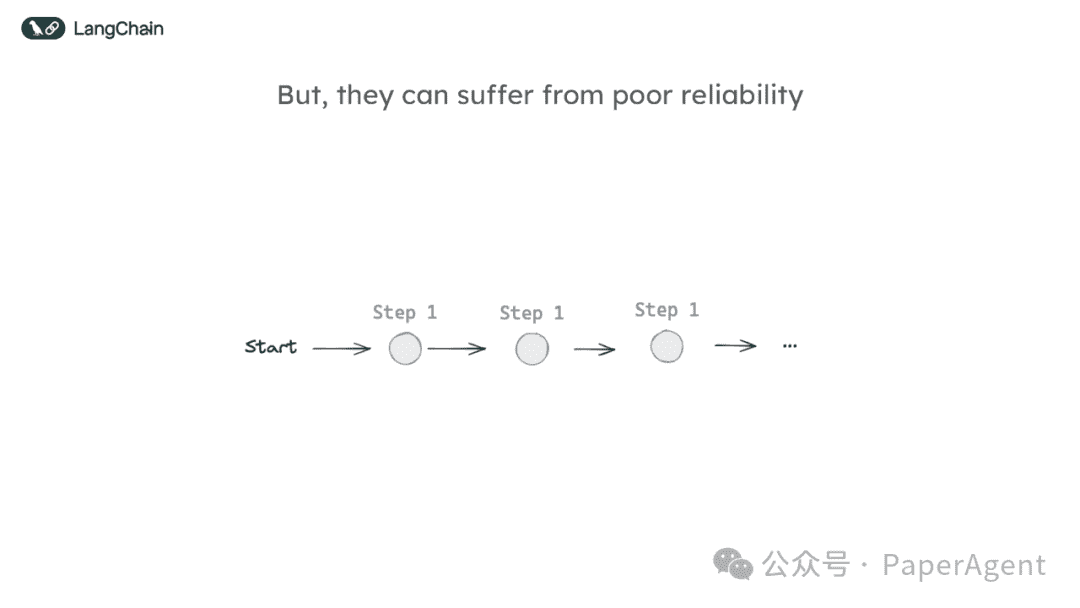 LangChain
But, they can suffer from poor reliability
Step 1 Step 1 Step 1
Start ...
公众号 · PaperAgent